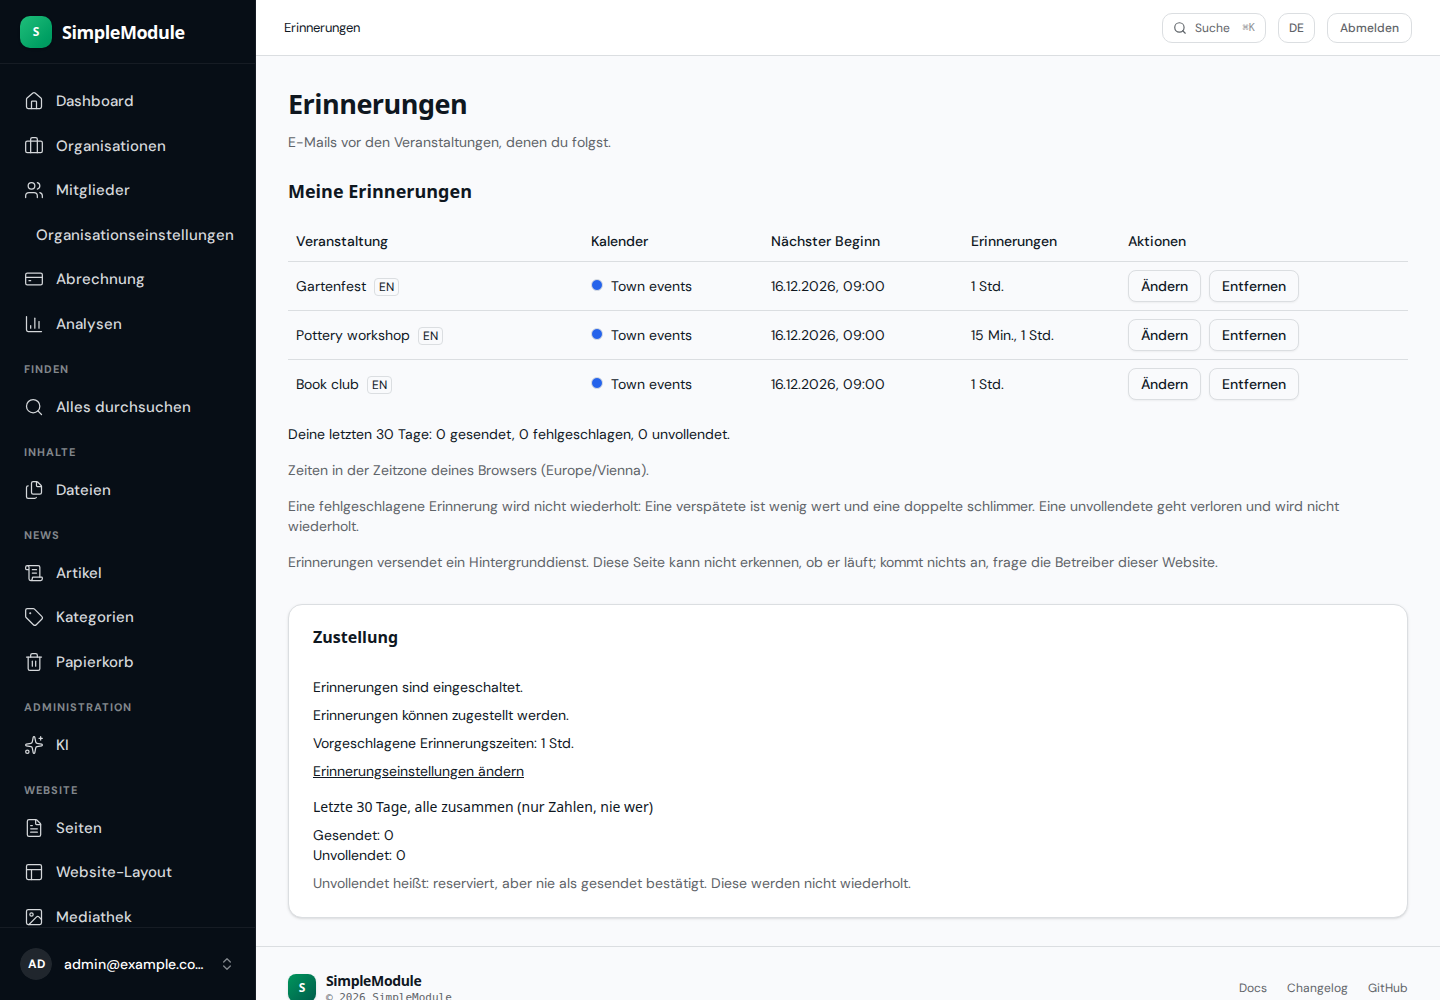 S SimpleModule
Dashboard
Organisationen
Mitglieder
Organisationseinstellungen
Abrechnung
Analysen
FINDEN
Alles durchsuchen
INHALTE
Dateien
NEWS
Artikel
Kategorien
Papierkorb
ADMINISTRATION
KI
WEBSITE
Seiten
Website-Layout
Mediathek
AD admin@example.co...
Erinnerungen
Suche ⌘K DE Abmelden
Erinnerungen
E-Mails vor den Veranstaltungen, denen du folgst.
Meine Erinnerungen
Veranstaltung Kalender Nächster Beginn Erinnerungen Aktionen
Gartenfest EN Town events 16.12.2026, 09:00 1 Std. Ändern Entfernen
Pottery workshop EN Town events 16.12.2026, 09:00 15 Min., 1 Std. Ändern Entfernen
Book club EN Town events 16.12.2026, 09:00 1 Std. Ändern Entfernen
Deine letzten 30 Tage: 0 gesendet, 0 fehlgeschlagen, 0 unvollendet.
Zeiten in der Zeitzone deines Browsers (Europe/Vienna).
Eine fehlgeschlagene Erinnerung wird nicht wiederholt: Eine verspätete ist wenig wert und eine doppelte schlimmer. Eine unvollendete geht verloren und wird nicht
wiederholt.
Erinnerungen versendet ein Hintergrunddienst. Diese Seite kann nicht erkennen, ob er läuft; kommt nichts an, frage die Betreiber dieser Website.
Zustellung
Erinnerungen sind eingeschaltet.
Erinnerungen können zugestellt werden.
Vorgeschlagene Erinnerungszeiten: 1 Std.
Erinnerungseinstellungen ändern
Letzte 30 Tage, alle zusammen (nur Zahlen, nie wer)
Gesendet: 0
Unvollendet: 0
Unvollendet heißt: reserviert, aber nie als gesendet bestätigt. Diese werden nicht wiederholt.
S SimpleModule
© 2026 SimpleModule
Docs Changelog GitHub